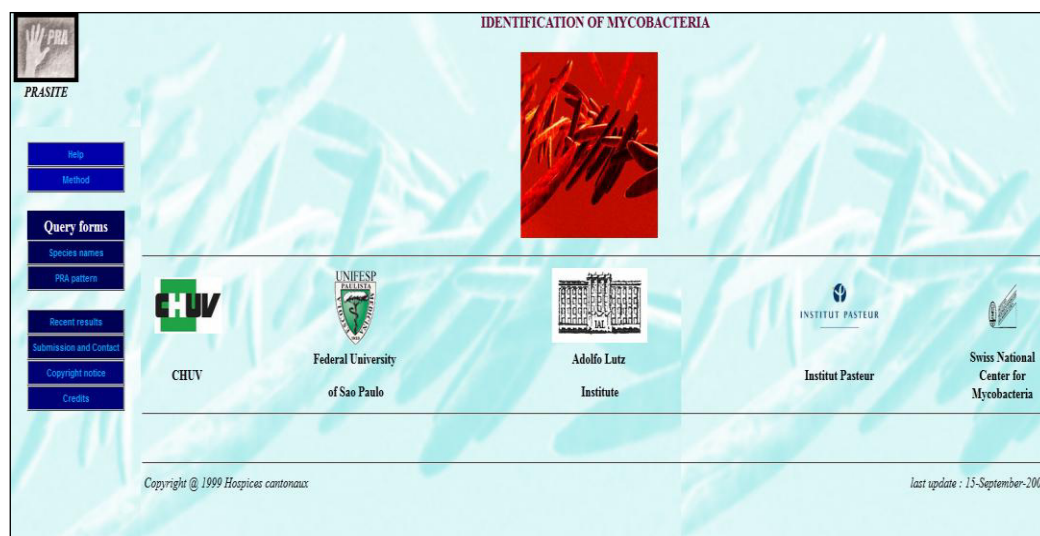 IDENTIFICATION OF MYCOBACTERIA
PRA
PRASITE
Help
Method
Query forms
Species names
PRA pattern
Recent results
Submission and Contact
Copyright notice
Credits
CHUV
CHUV
UNIFESP
PAULISTA
Federal University
of Sao Paulo
IAL
Adolfo Lutz
Institute
INSTITUT PASTEUR
Institut Pasteur
Swiss National
Center for
Mycobacteria
Copyright @ 1999 Hospices cantonaux
last update : 15-September-200